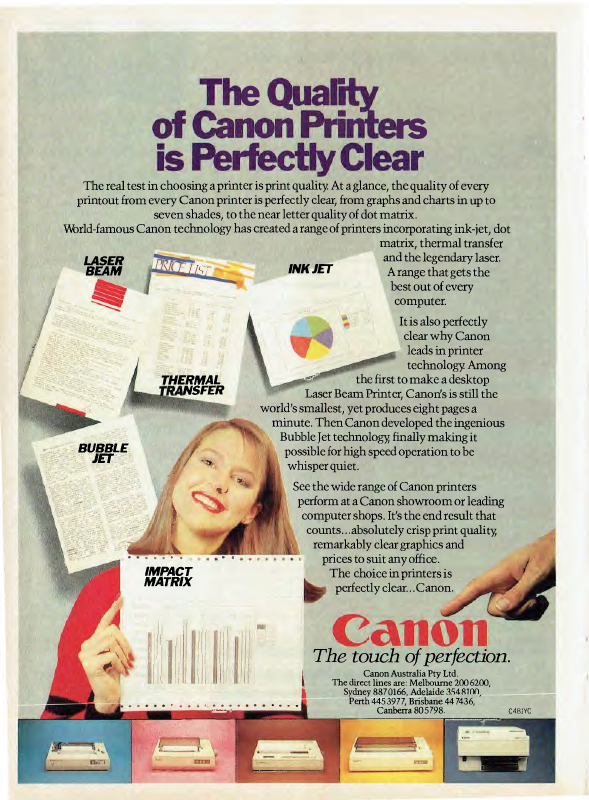 The Quality
of Canon Printers
is Perfectly Clear
The real test in choosing a printer is print quality. At a glance, the quality of every
printout from every Canon printer is perfectly clear, from graphs and charts in up to
seven shades, to the near letter quality of dot matrix.
World-famous Canon technology has created a range of printers incorporating ink-jet, dot
matrix, thermal transfer
and the legendary laser.
A range that gets the
best out of every
computer.
LASER
BEAM
PRICE LIST
INK JET
THERMAL
TRANSFER
It is also perfectly
clear why Canon
leads in printer
technology. Among
the first to make a desktop
Laser Beam Printer, Canon's is still the
world's smallest, yet produces eight pages a
minute. Then Canon developed the ingenious
Bubble Jet technology, finally making it
possible for high speed operation to be
whisper quiet.
BUBBLE
JET
See the wide range of Canon printers
perform at a Canon showroom or leading
computer shops. It's the end result that
counts...absolutely crisp print quality,
remarkably clear graphics and
prices to suit any office.
The choice in printers is
perfectly clear...Canon.
IMPACT
MATRIX
Canon
The touch of perfection.
Canon Australia Pty Ltd.
The direct lines are: Melbourne 200 6200,
Sydney 887 0166, Adelaide 354 8100,
Perth 445 3977, Brisbane 44 7436,
Canberra 80 5798.
C481YC